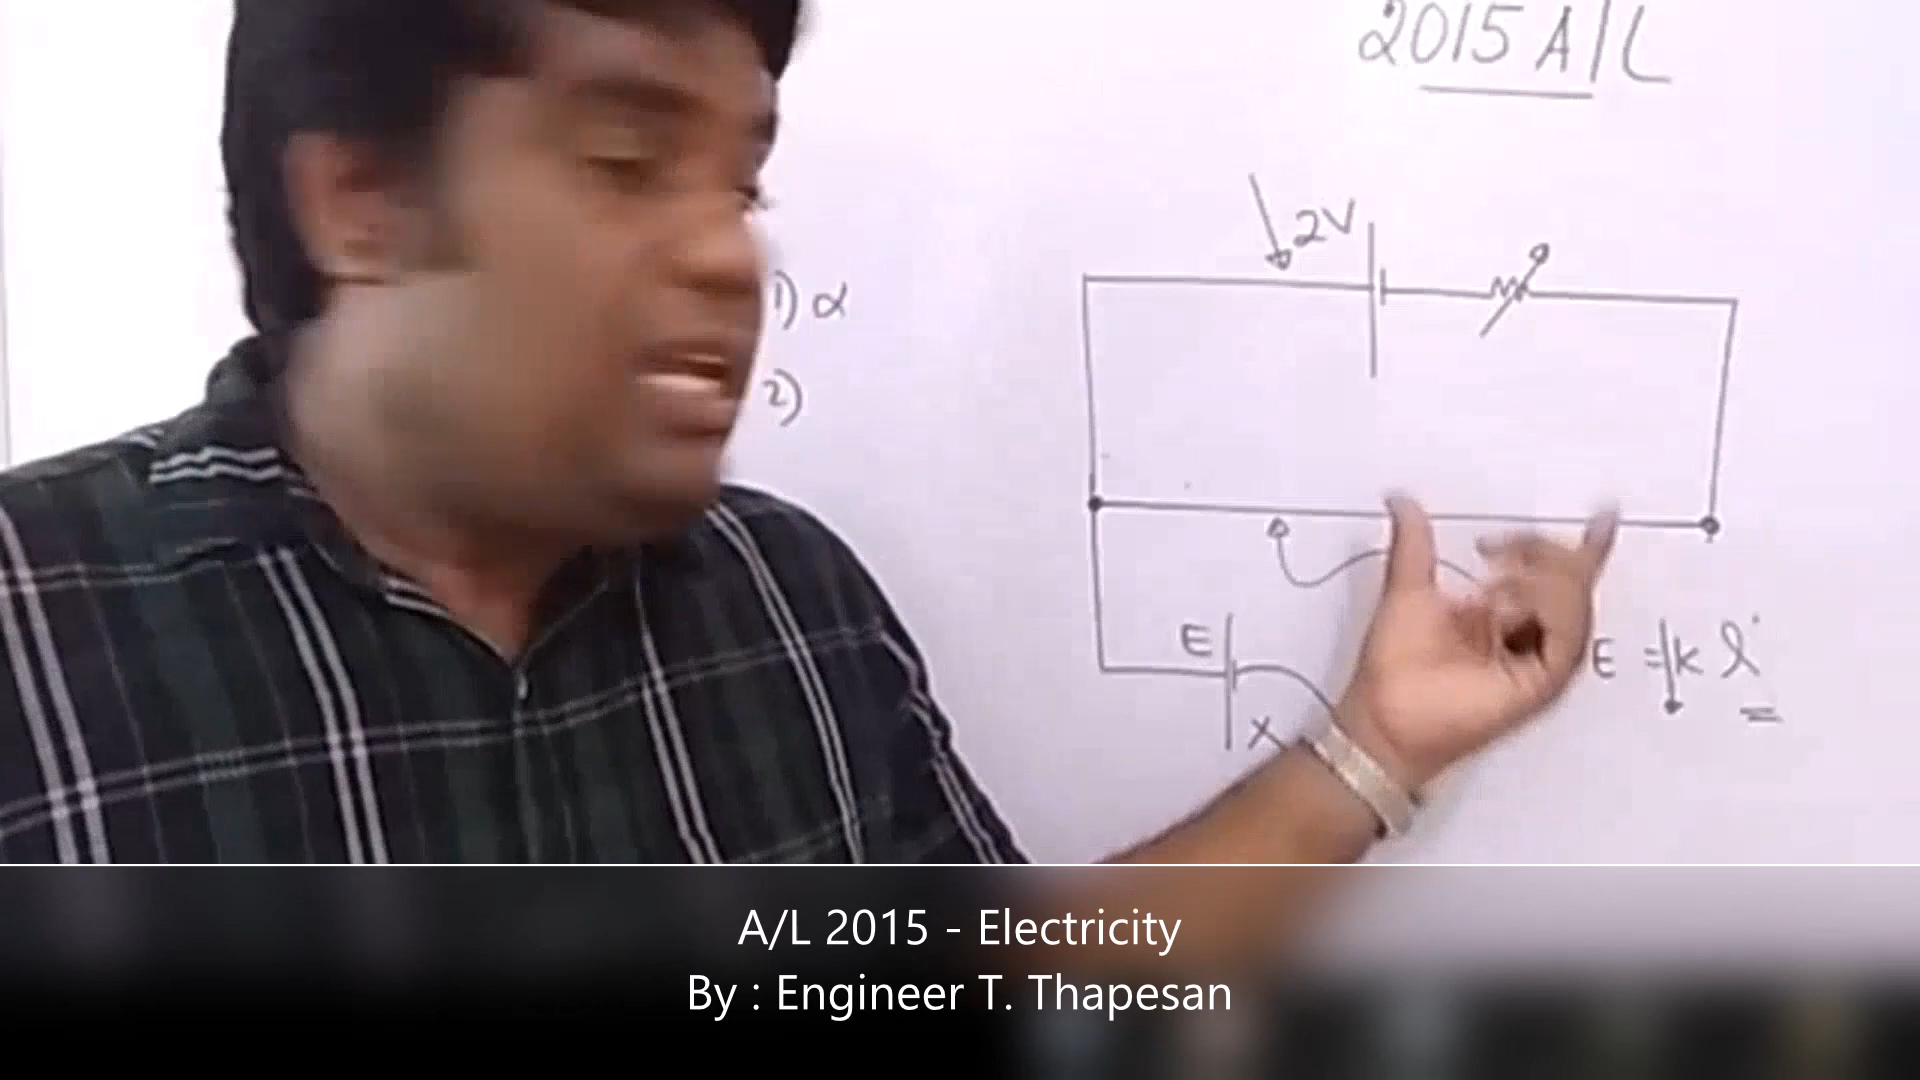 2015 A/L
2V
1) α
2)
E
E = k l
X
A/L 2015 - Electricity
By : Engineer T. Thapesan